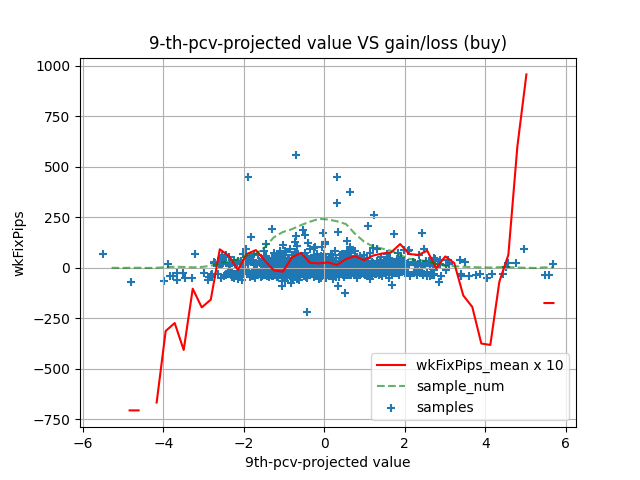 9-th-pcv-projected value VS gain/loss (buy)
1000
750
500
250
0
−250
−500
−750
wkFixPips
wkFixPips_mean x 10
sample_num
samples
−6 −4 −2 0 2 4 6
9th-pcv-projected value